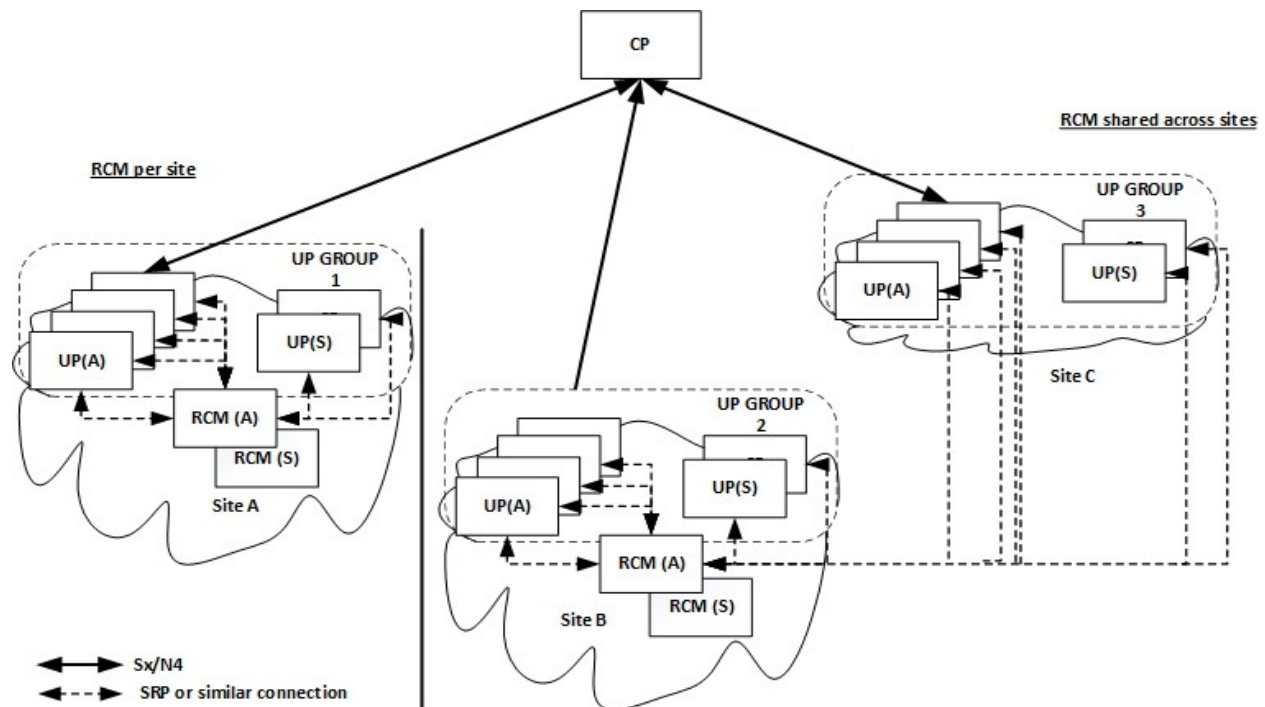 CP
RCM shared across sites
RCM per site
UP GROUP
3
UP(A)
UP(S)
Site C
UP GROUP
1
UP(A)
UP(S)
RCM (A)
RCM (S)
Site A
UP GROUP
2
UP(A)
UP(S)
RCM (A)
RCM (S)
Site B
Sx/N4
SRP or similar connection